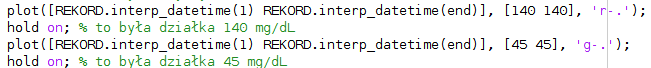 plot([REKORD.interp_datetime(1) REKORD.interp_datetime(end)], [140 140], 'r-.');
hold on; % to była działka 140 mg/dL
plot([REKORD.interp_datetime(1) REKORD.interp_datetime(end)], [45 45], 'g-.');
hold on; % to była działka 45 mg/dL